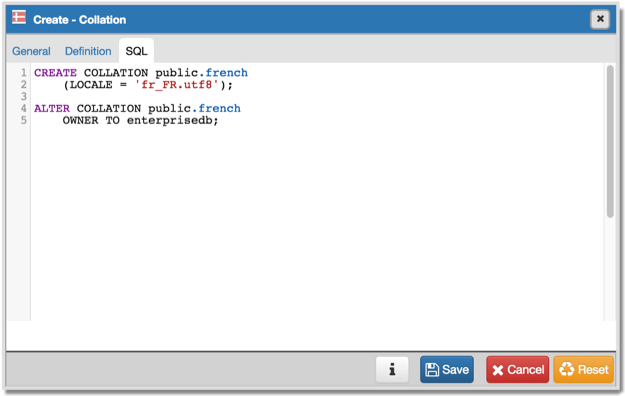 Create - Collation
General Definition SQL
1 CREATE COLLATION public.french
2 (LOCALE = 'fr_FR.utf8');
3
4 ALTER COLLATION public.french
5 OWNER TO enterprisedb;
i Save Cancel Reset